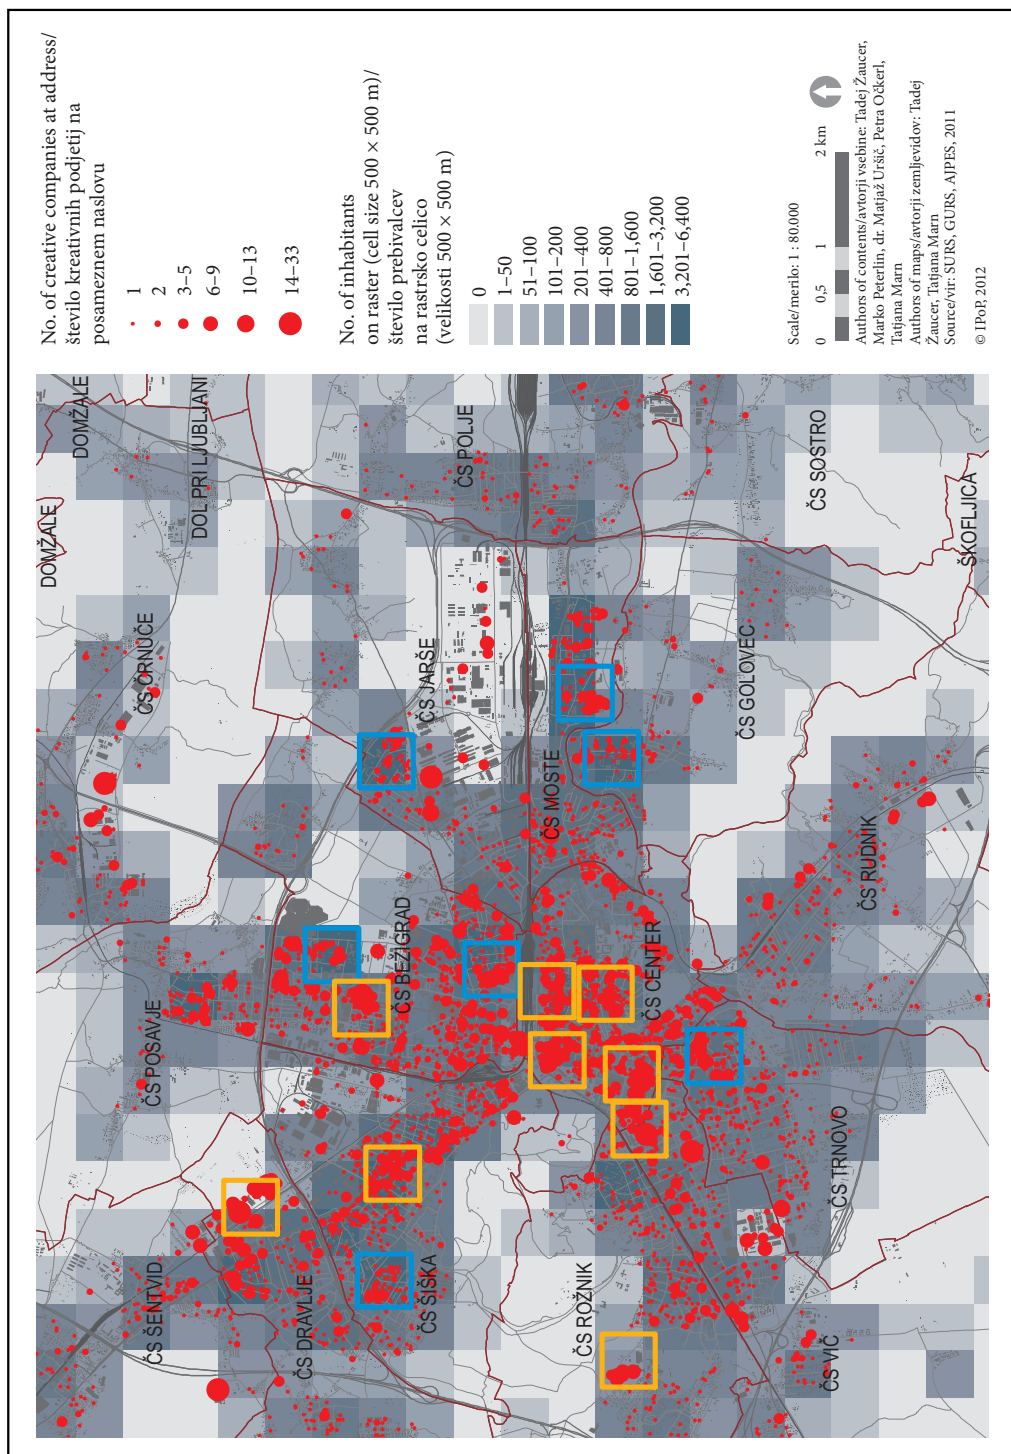 No. of creative companies at address/
število kreativnih podjetij na
posameznem naslovu
1
2
3–5
6–9
10–13
14–33
No. of inhabitants
on raster (cell size 500 × 500 m)/
število prebivalcev
na rastrsko celico
(velikosti 500 × 500 m)
0
1–50
51–100
101–200
201–400
401–800
801–1,600
1,601–3,200
3,201–6,400
Scale/merilo: 1 : 80.000
0
0,5
1
2 km
Authors of contents/avtorji vsebine: Tadej Žaucer,
Marko Peterlin, dr. Matjaž Uršič, Petra Očkerl,
Tatjana Marn
Authors of maps/avtorji zemljevidov: Tadej
Žaucer, Tatjana Marn
Source/vir: SURS, GURS, AJPES, 2011
© IPoP, 2012
DOMŽALE
DOMŽALE
DOL PRI LJUBLJANI
ČS ČRNUČE
ČS POSAVJE
ČS ŠENTVID
ČS DRAVLJE
ČS ŠIŠKA
ČS BEŽIGRAD
ČS JARŠE
ČS POLJE
ČS MOSTE
ČS CENTER
ČS ROŽNIK
ČS VIČ
ČS TRNOVO
ČS RUDNIK
ČS GOLOVEC
ČS SOSTRO
ŠKOFLJICA